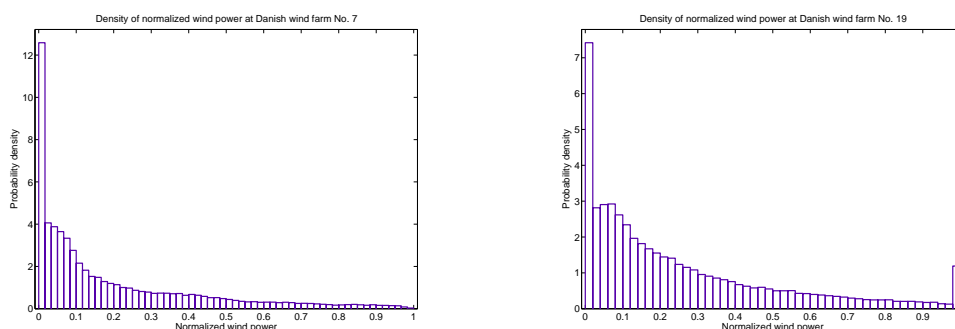 Density of normalized wind power at Danish wind farm No. 7
12
10
8
6
4
2
0
Probability density
0 0.1 0.2 0.3 0.4 0.5 0.6 0.7 0.8 0.9 1
Normalized wind power
Density of normalized wind power at Danish wind farm No. 19
7
6
5
4
3
2
1
0
Probability density
0.1 0.2 0.3 0.4 0.5 0.6 0.7 0.8 0.9
Normalized wind power